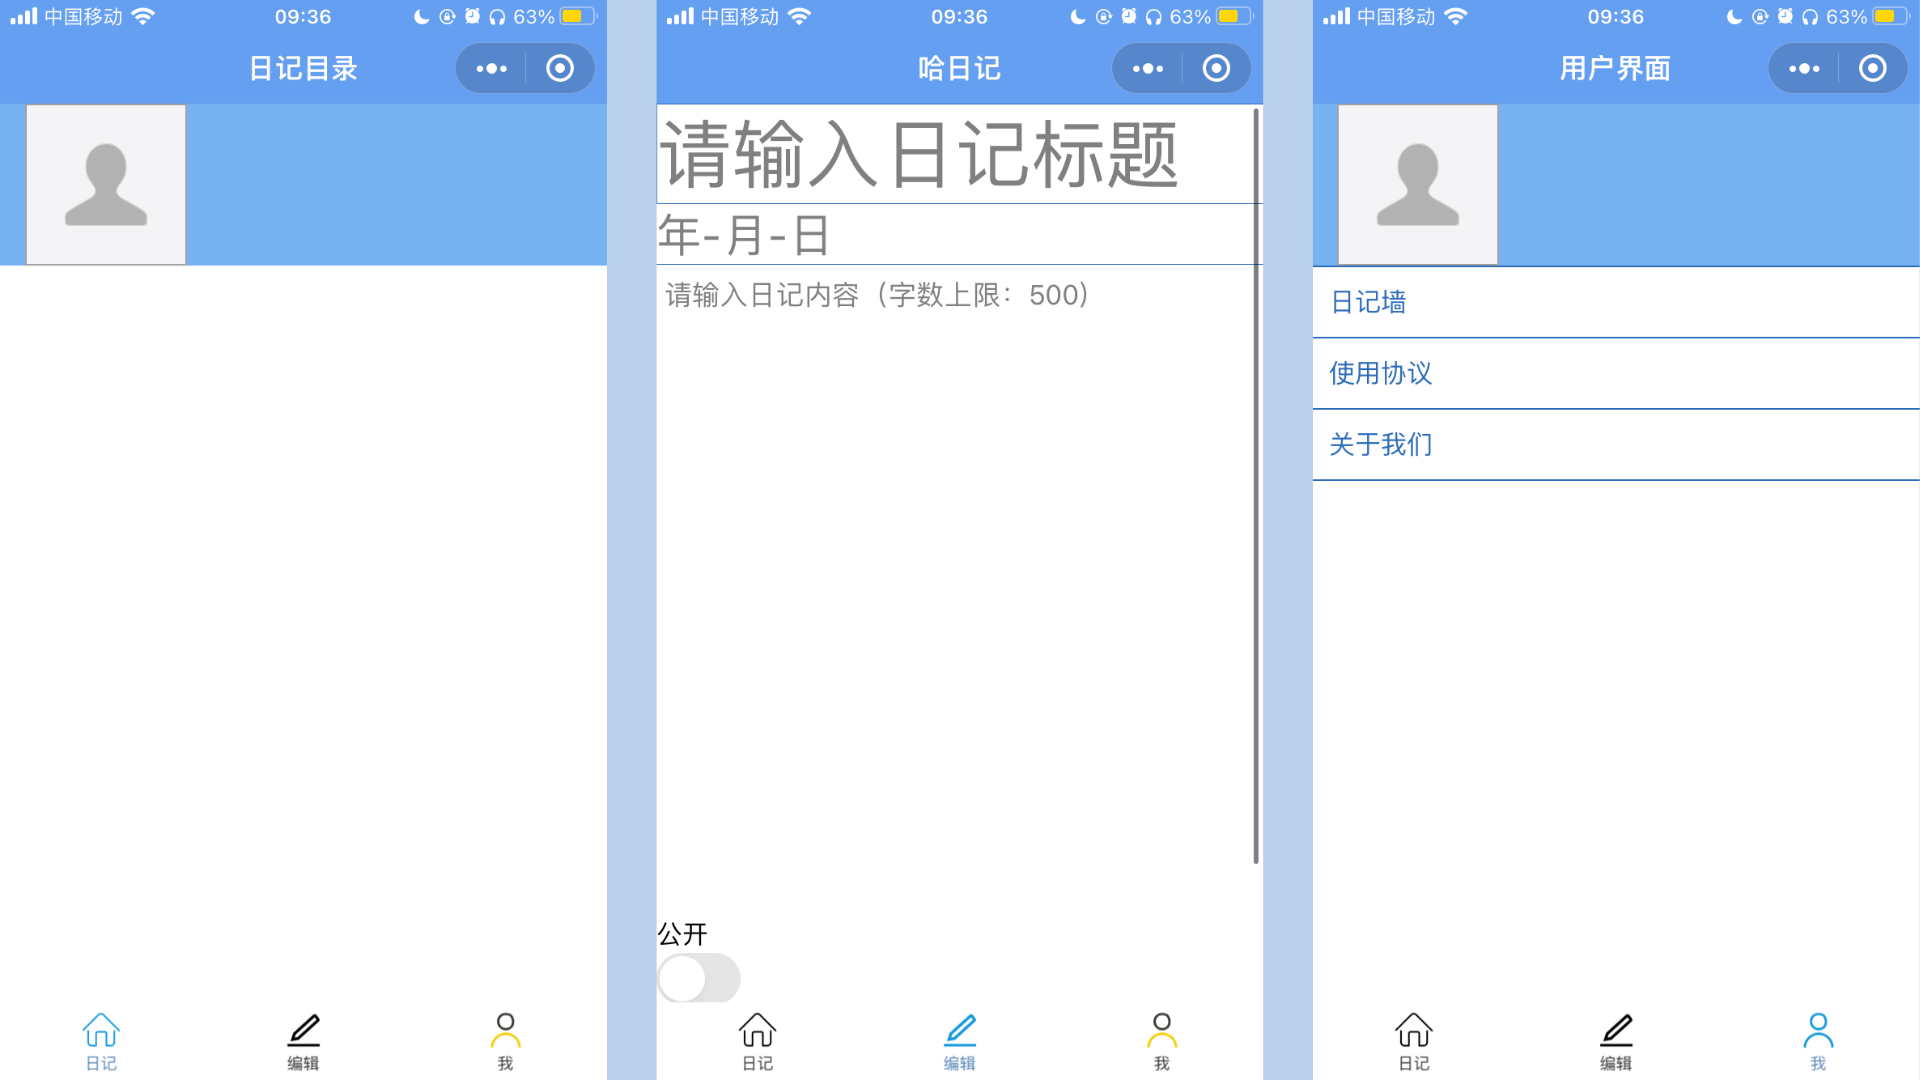 中国移动 09:36 63%
日记目录
日记 编辑 我
中国移动 09:36 63%
哈日记
请输入日记标题
年-月-日
请输入日记内容（字数上限：500）
公开
日记 编辑 我
中国移动 09:36 63%
用户界面
日记墙
使用协议
关于我们
日记 编辑 我